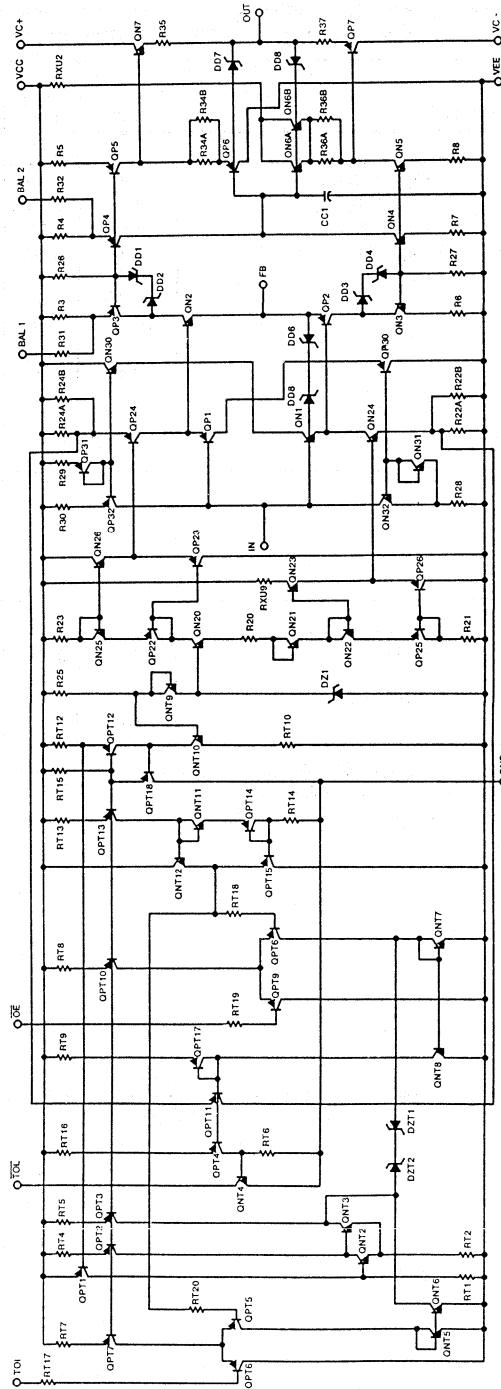 TOI
RT17
RT7
QPT7
QPT6
QPT5
RT20
QNT5
QNT6
QPT1
RT4
RT5
QPT2
QPT3
QNT2
QNT3
RT1
RT2
TOL
RT16
QPT4
QPT11
QNT4
RT6
DZT2
DZT1
RT9
QPT17
QNT8
OE
RT19
RT8
QPT10
QPT9
QPT6
RT18
QNT7
QNT12
QPT15
RT13
QPT13
QNT11
QPT14
RT14
RT15
RT12
QPT12
QPT18
QNT10
RT10
R25
QNT9
DZ1
R23
QN25
QP22
QN20
R20
QN21
QN22
QP25
R21
QN26
QP23
RXU9
QN23
QP26
IN
R30
R29
QP31
QP32
QN32
QN31
R28
R24A
R24B
QP24
QP1
QN1
QN24
R22A
R22B
QN30
QP30
DD8
DD6
BAL 1
R31
R3
R26
QP3
DD1
DD2
QN2
FB
QP2
DD3
DD4
QN3
R6
R27
BAL 2
R4
R32
R5
QP4
QP5
QN4
QN5
R7
R8
CC1
R34A
R34B
QP6
QN6A
QN6B
R36A
R36B
VCC
RXU2
VEE
VC+
QN7
R35
DD7
DD8
OUT
R37
QP7
VC -